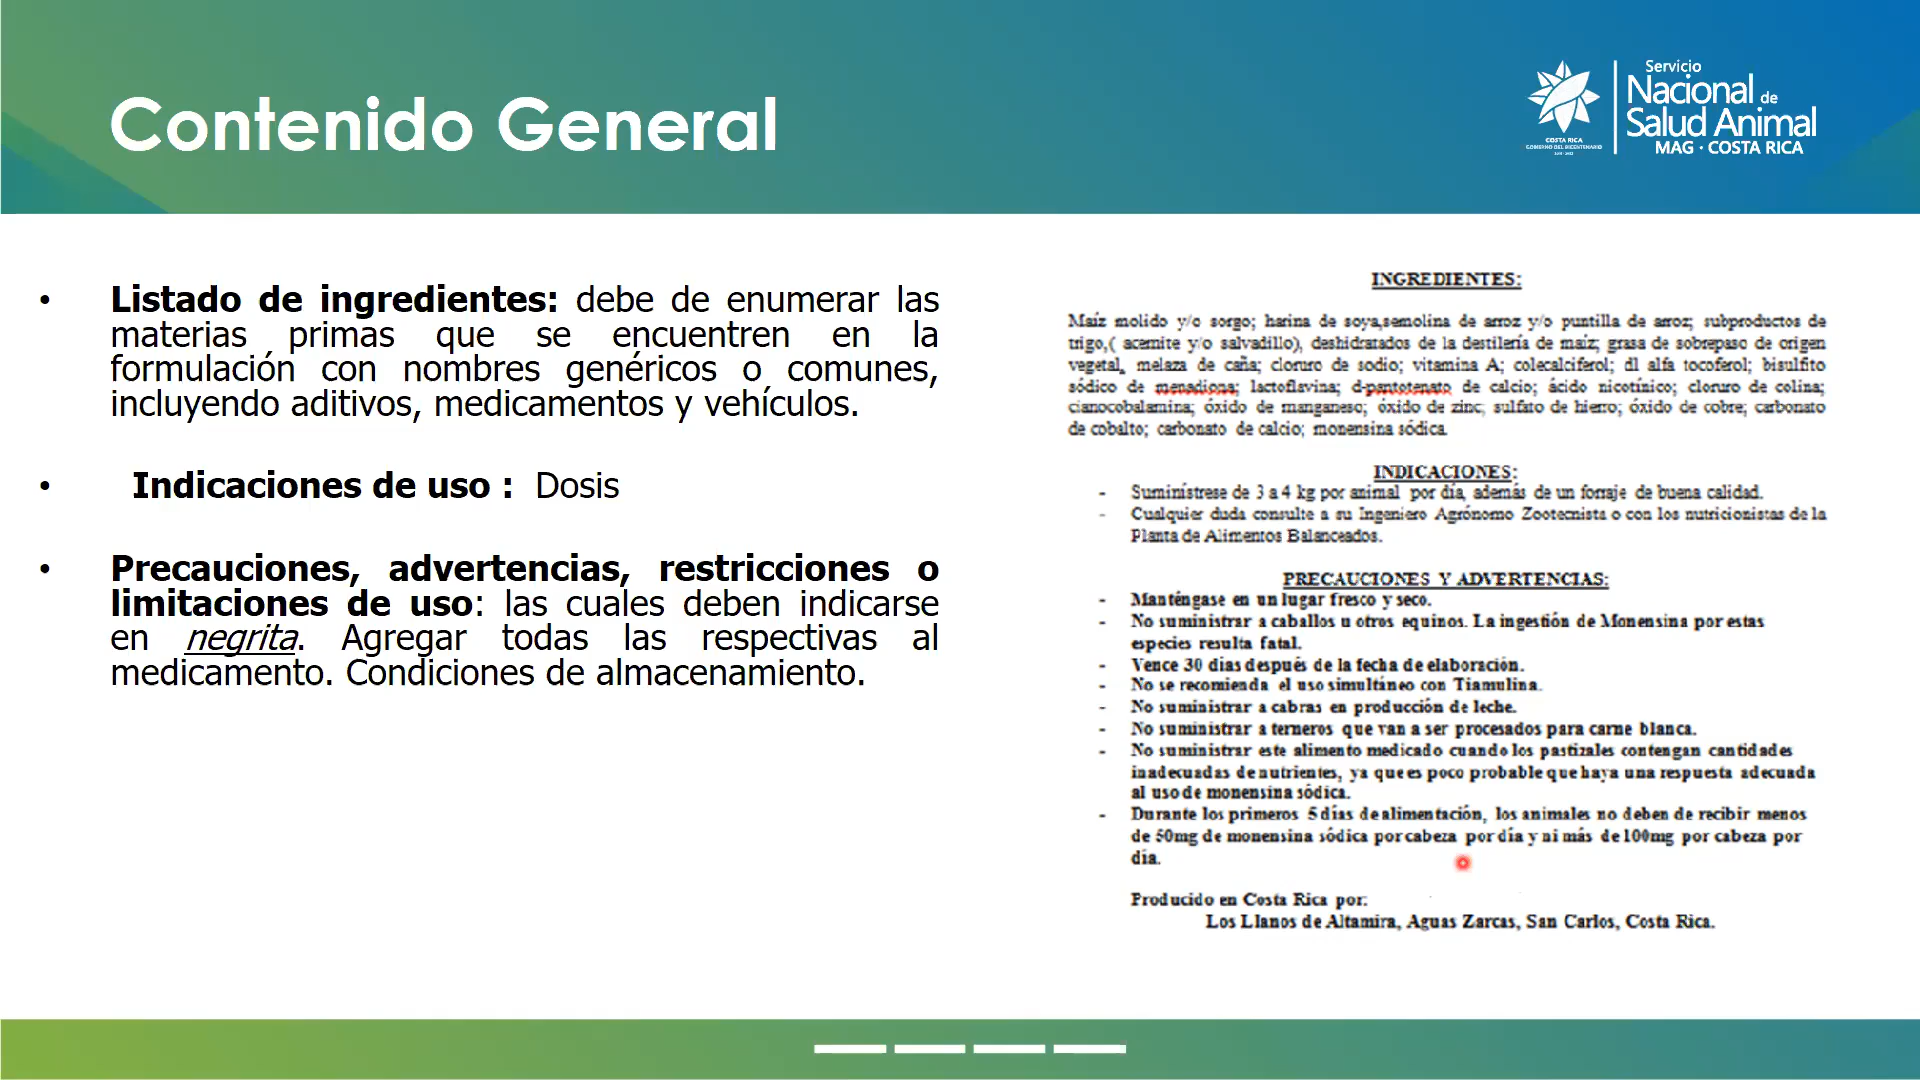 Contenido General
Servicio
Nacional de
Salud Animal
MAG · COSTA RICA
COSTA RICA
GOBIERNO DEL BICENTENARIO
• Listado de ingredientes: debe de enumerar las
materias primas que se encuentren en la
formulación con nombres genéricos o comunes,
incluyendo aditivos, medicamentos y vehículos.
• Indicaciones de uso : Dosis
• Precauciones, advertencias, restricciones o
limitaciones de uso: las cuales deben indicarse
en negrita. Agregar todas las respectivas al
medicamento. Condiciones de almacenamiento.
INGREDIENTES:
Maíz molido y/o sorgo; harina de soya,semolina de arroz y/o puntilla de arroz; subproductos de
trigo,( acemite y/o salvadillo), deshidratados de la destilería de maíz; grasa de sobrepaso de origen
vegetal, melaza de caña; cloruro de sodio; vitamina A; colecalciferol; dl alfa tocoferol; bisulfito
sódico de menadiona; lactoflavina; d-pantotenato de calcio; ácido nicotínico; cloruro de colina;
cianocobalamina; óxido de manganeso; óxido de zinc; sulfato de hierro; óxido de cobre; carbonato
de cobalto; carbonato de calcio; monensina sódica.
INDICACIONES:
- Suminístrese de 3 a 4 kg por animal por día, además de un forraje de buena calidad.
- Cualquier duda consulte a su Ingeniero Agrónomo Zootecnista o con los nutricionistas de la
Planta de Alimentos Balanceados.
PRECAUCIONES Y ADVERTENCIAS:
- Manténgase en un lugar fresco y seco.
- No suministrar a caballos u otros equinos. La ingestión de Monensina por estas
especies resulta fatal.
- Vence 30 días después de la fecha de elaboración.
- No se recomienda el uso simultáneo con Tiamulina.
- No suministrar a cabras en producción de leche.
- No suministrar a terneros que van a ser procesados para carne blanca.
- No suministrar este alimento medicado cuando los pastizales contengan cantidades
inadecuadas de nutrientes, ya que es poco probable que haya una respuesta adecuada
al uso de monensina sódica.
- Durante los primeros 5 días de alimentación, los animales no deben de recibir menos
de 50mg de monensina sódica por cabeza por día y ni más de 100mg por cabeza por
día.
Producido en Costa Rica por:
Los Llanos de Altamira, Aguas Zarcas, San Carlos, Costa Rica.